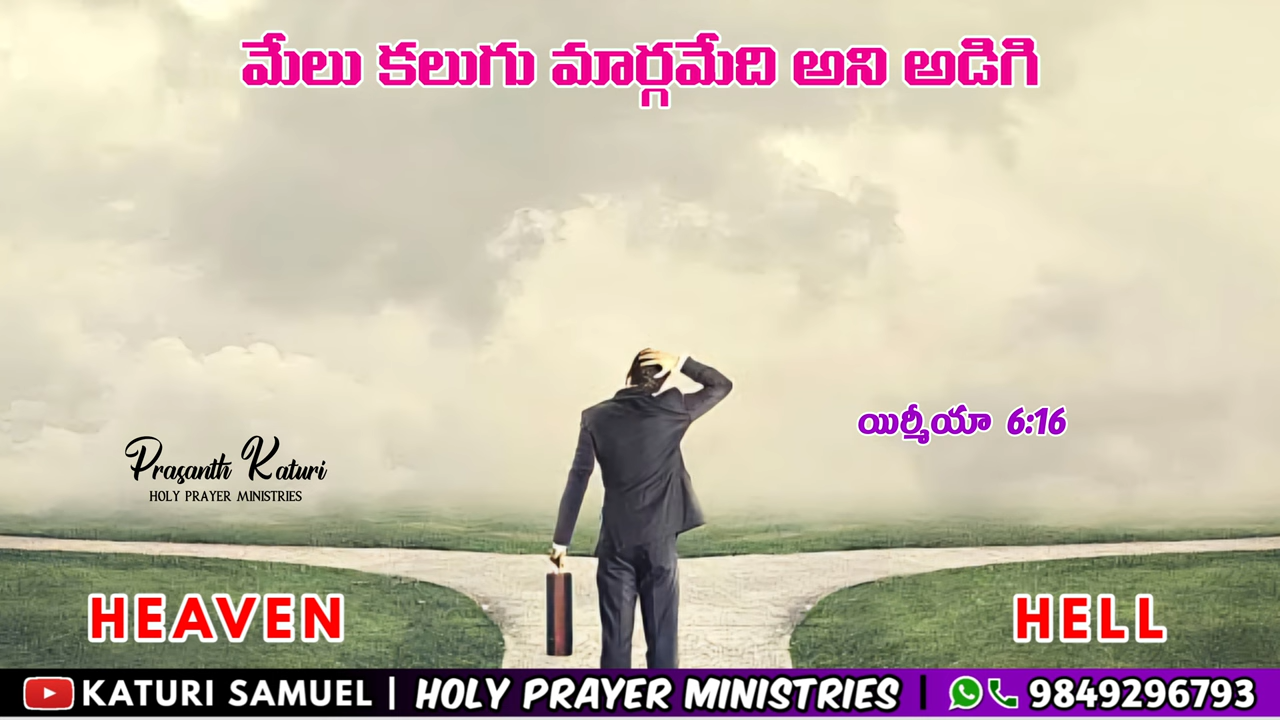 మేలు కలుగు మార్గమేది అని అడిగి
యిర్మీయా 6:16
Prasanth Katuri
HOLY PRAYER MINISTRIES
HEAVEN
HELL
KATURI SAMUEL | HOLY PRAYER MINISTRIES | 9849296793